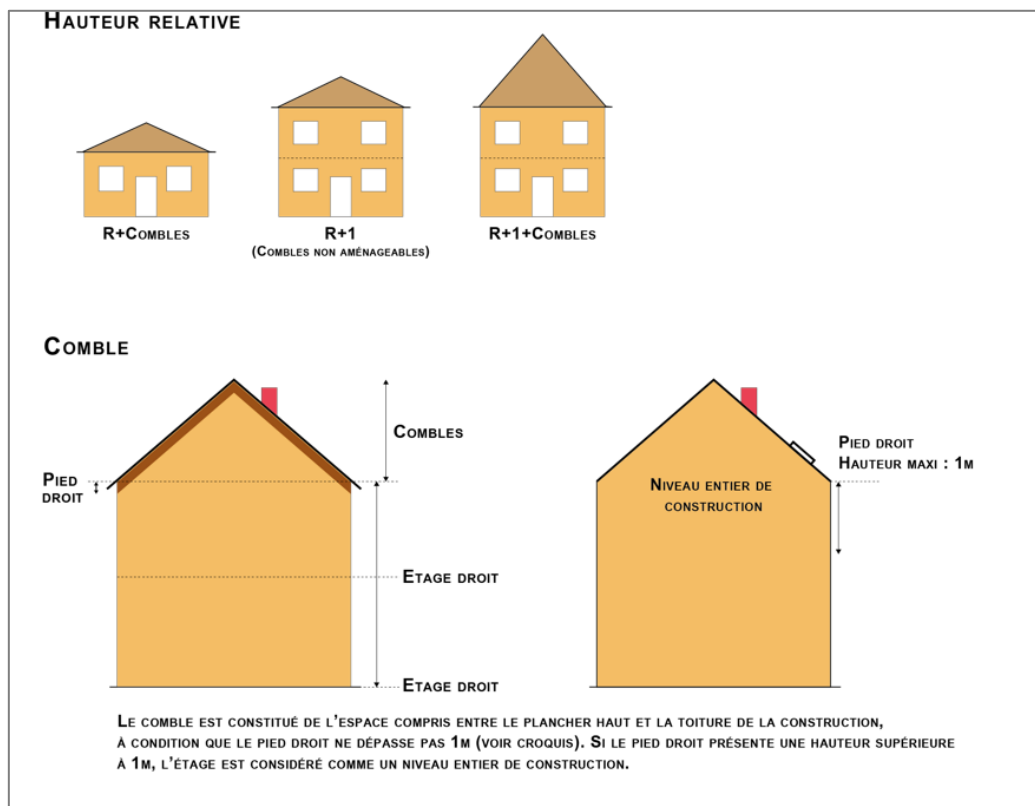 Hauteur relative
R+Combles
R+1
(Combles non aménageables)
R+1+Combles
Comble
Combles
Pied droit
Hauteur maxi : 1m
Pied
droit
Niveau entier de
construction
Etage droit
Etage droit
Le comble est constitué de l'espace compris entre le plancher haut et la toiture de la construction,
à condition que le pied droit ne dépasse pas 1m (voir croquis). Si le pied droit présente une hauteur supérieure
à 1m, l'étage est considéré comme un niveau entier de construction.